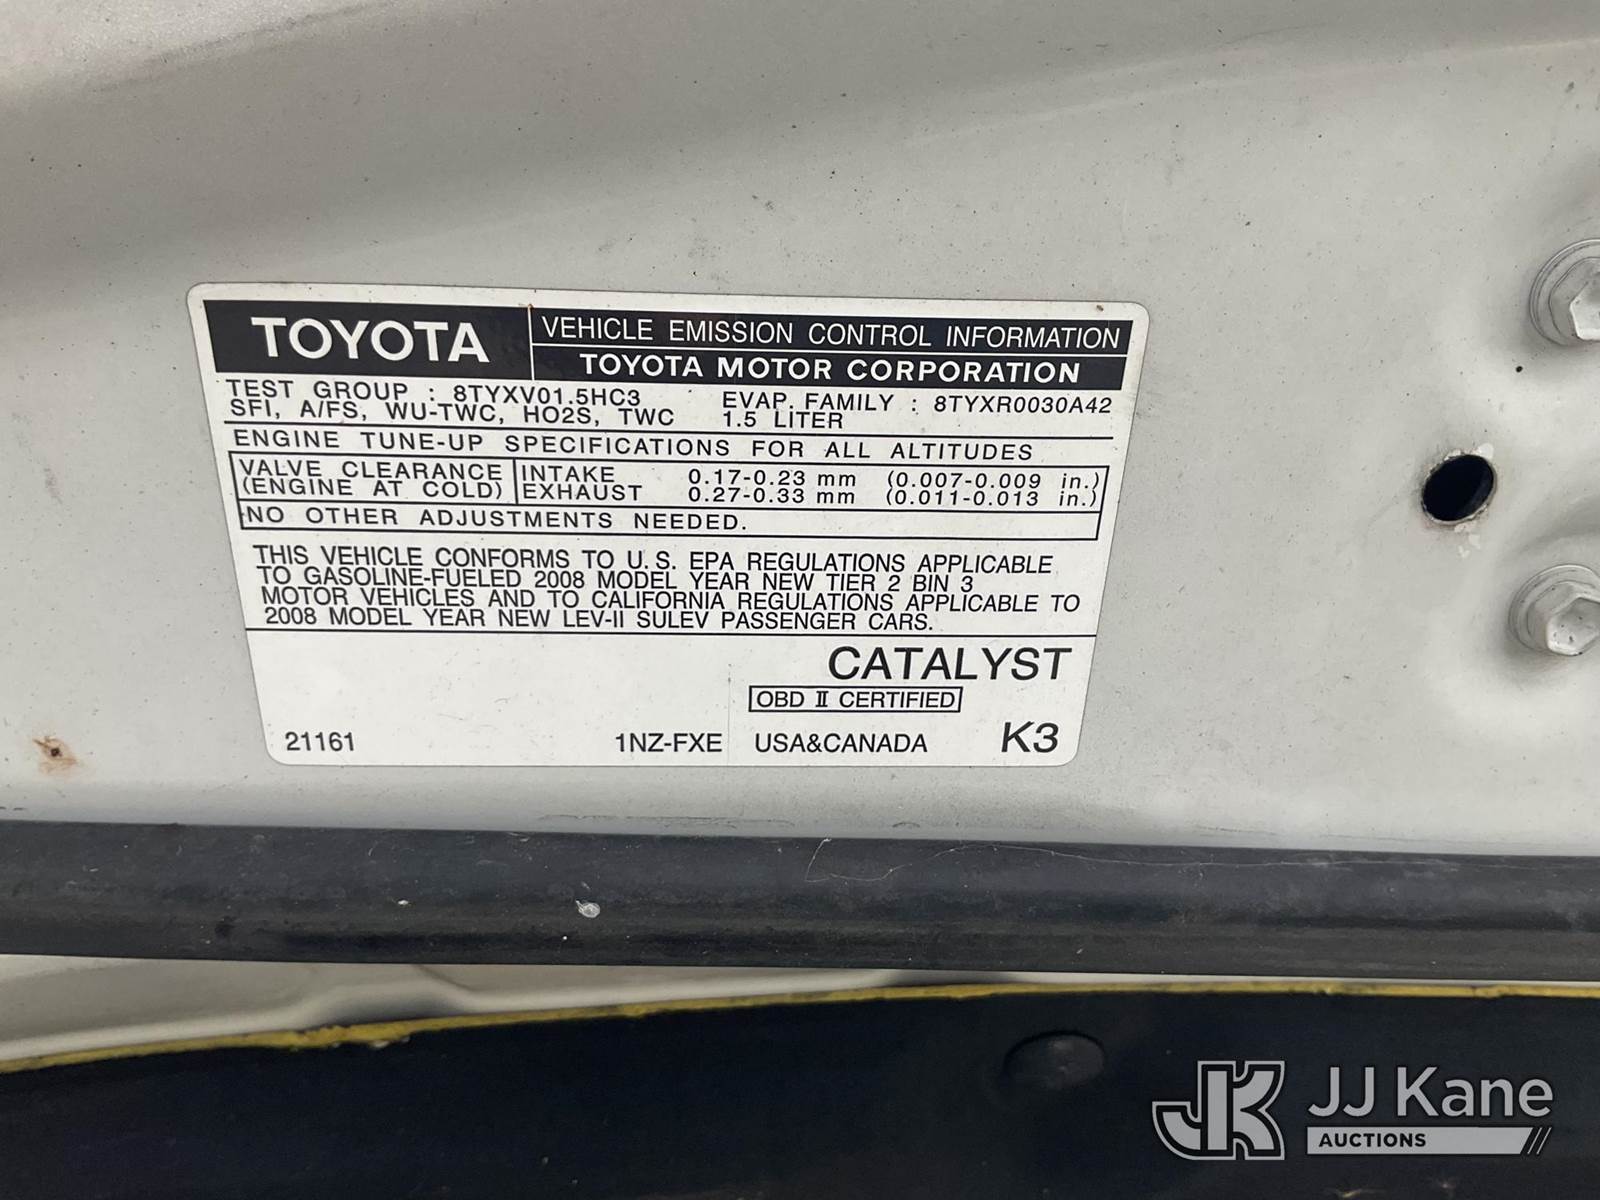 TOYOTA
VEHICLE EMISSION CONTROL INFORMATION
TOYOTA MOTOR CORPORATION
TEST GROUP : 8TYXV01.5HC3 EVAP. FAMILY : 8TYXR0030A42
SFI, A/FS, WU-TWC, HO2S, TWC 1.5 LITER
ENGINE TUNE-UP SPECIFICATIONS FOR ALL ALTITUDES
VALVE CLEARANCE INTAKE 0.17-0.23 mm (0.007-0.009 in.)
(ENGINE AT COLD) EXHAUST 0.27-0.33 mm (0.011-0.013 in.)
NO OTHER ADJUSTMENTS NEEDED.
THIS VEHICLE CONFORMS TO U.S. EPA REGULATIONS APPLICABLE
TO GASOLINE-FUELED 2008 MODEL YEAR NEW TIER 2 BIN 3
MOTOR VEHICLES AND TO CALIFORNIA REGULATIONS APPLICABLE TO
2008 MODEL YEAR NEW LEV-II SULEV PASSENGER CARS.
CATALYST
OBD II CERTIFIED
21161 1NZ-FXE USA&CANADA K3
JK JJ Kane
AUCTIONS